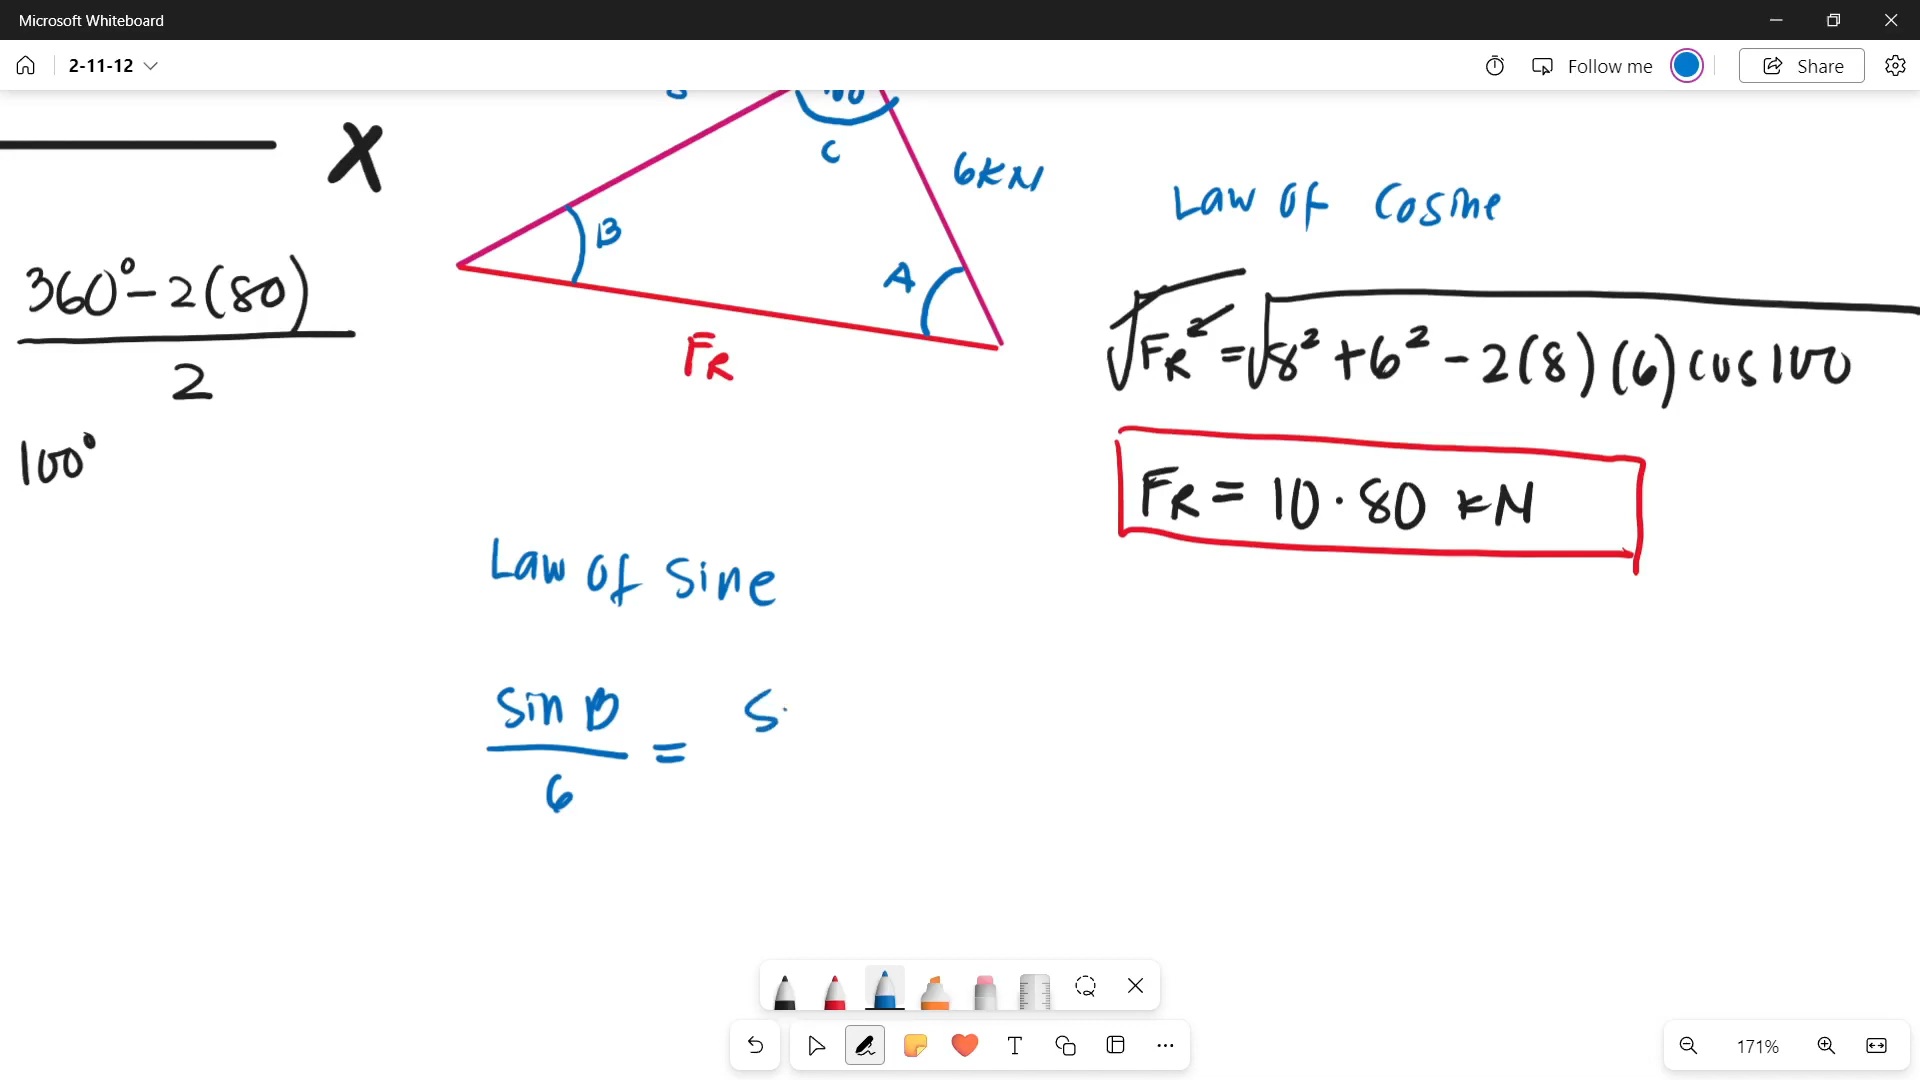 Microsoft Whiteboard
2-11-12
Follow me
Share
X
C
6KN
B
A
FR
360° - 2(80)
2
100°
Law of Cosine
√FR² = √8² + 6² - 2(8)(6) cos 100
FR = 10.80 KN
Law of Sine
Sin B = S
6
171%